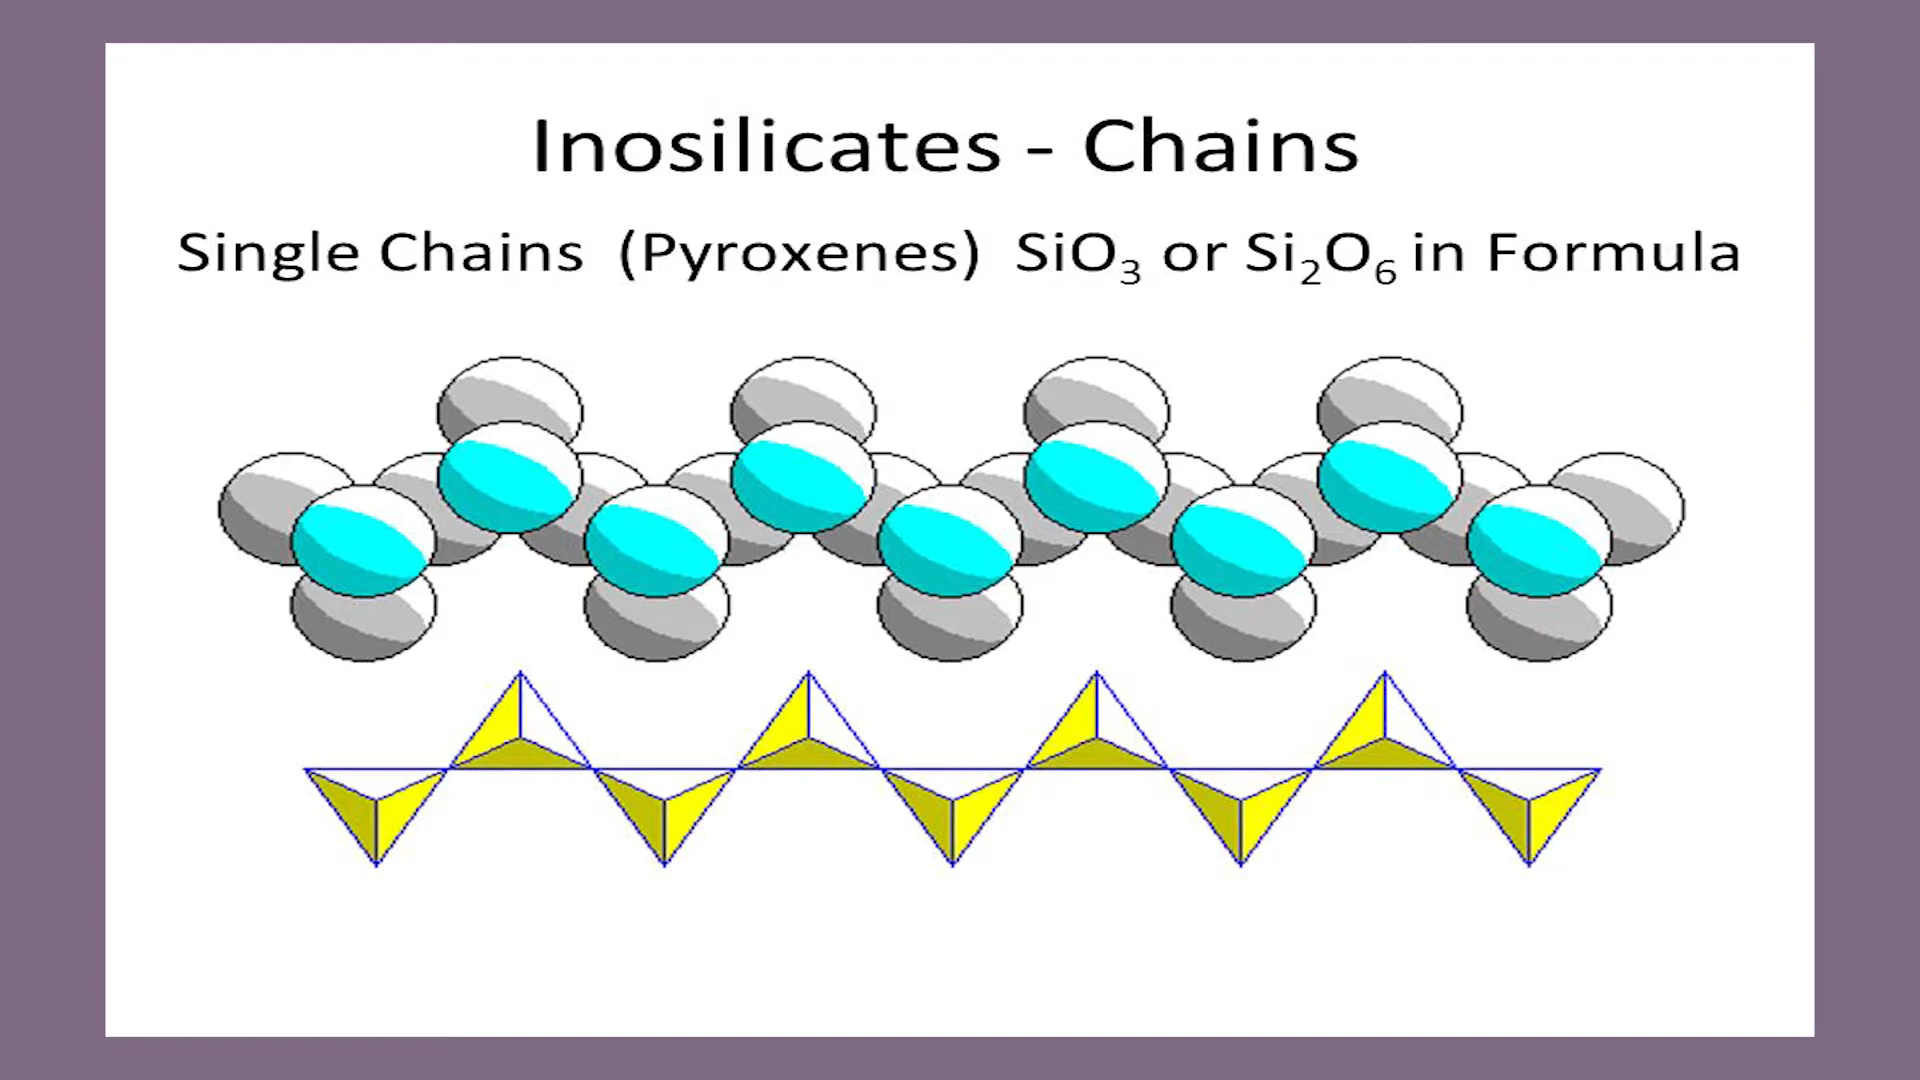 Inosilicates - Chains
Single Chains (Pyroxenes) SiO₃ or Si₂O₆ in Formula